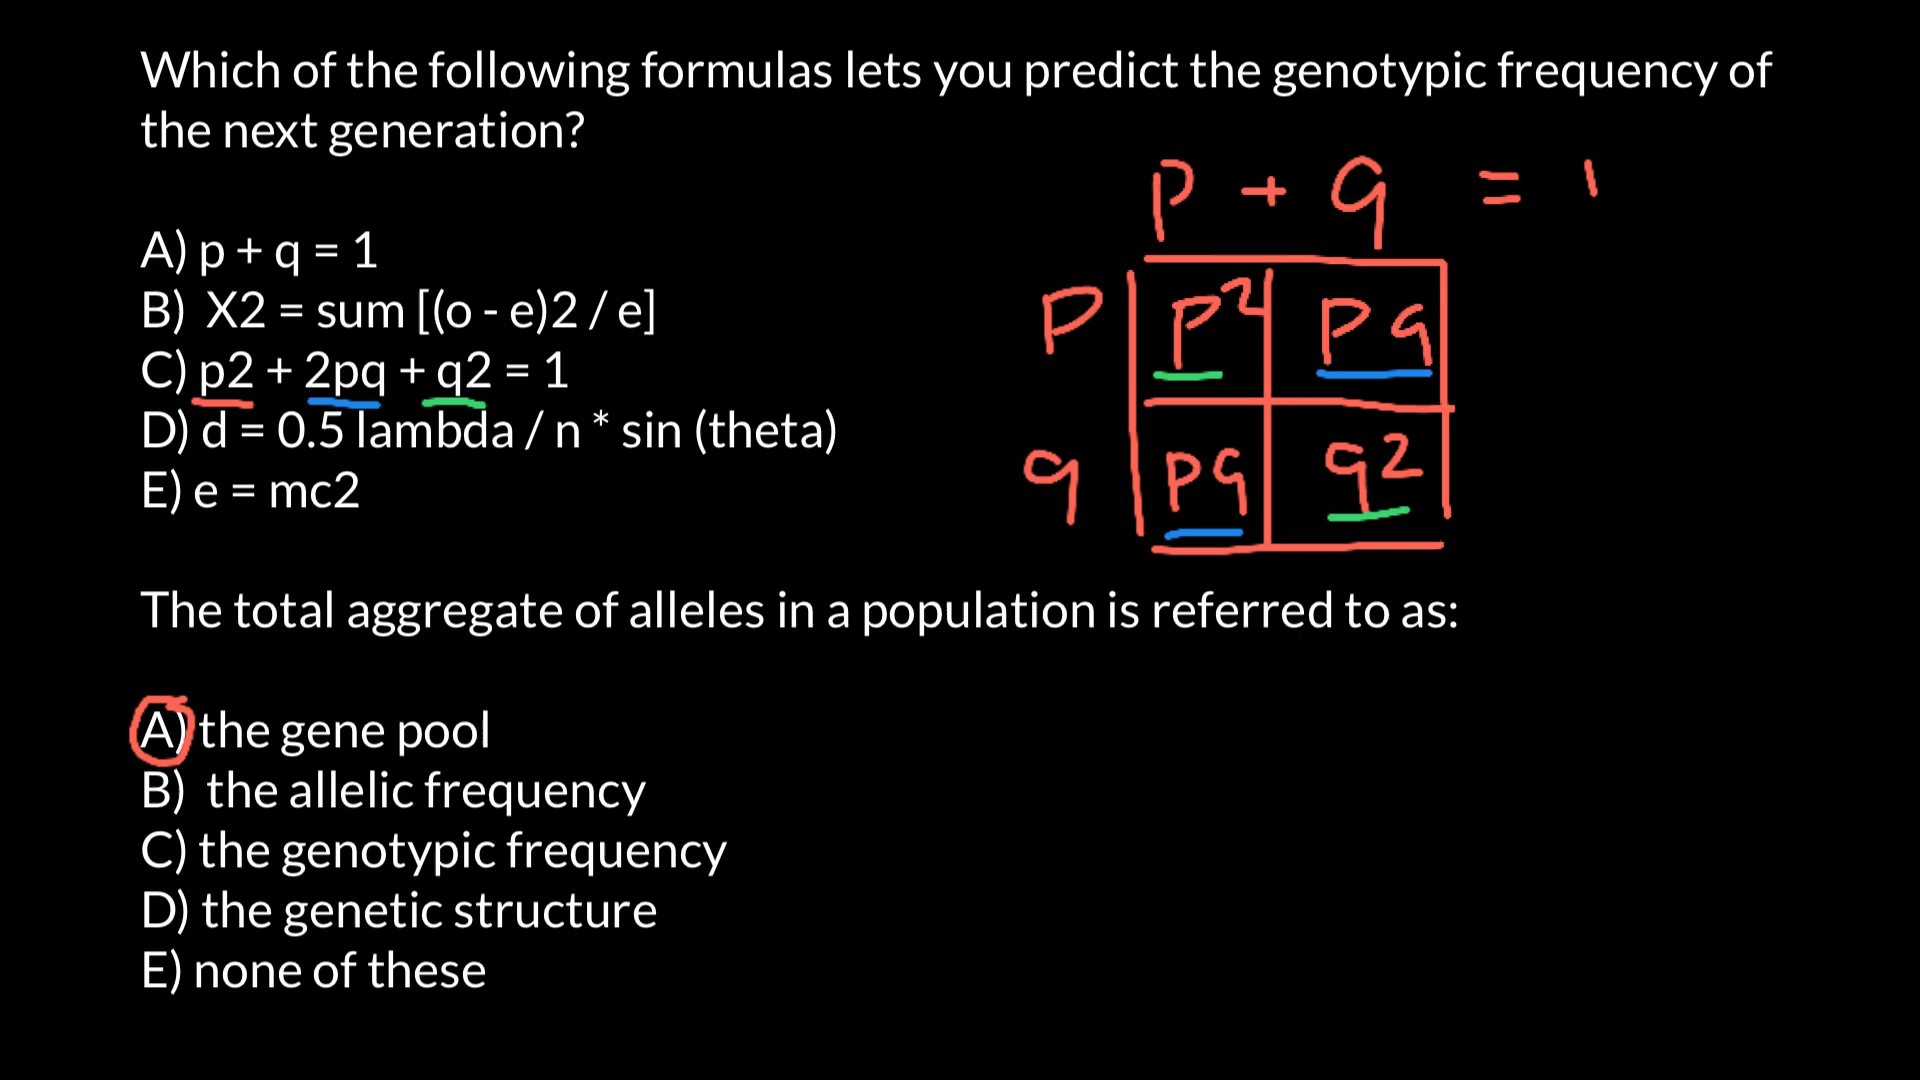 Which of the following formulas lets you predict the genotypic frequency of
the next generation?
p + q = 1
A) p + q = 1
B) X2 = sum [(o - e)2 / e]
C) p2 + 2pq + q2 = 1
D) d = 0.5 lambda / n * sin (theta)
E) e = mc2
p p² pq
q pq q²
The total aggregate of alleles in a population is referred to as:
A) the gene pool
B) the allelic frequency
C) the genotypic frequency
D) the genetic structure
E) none of these